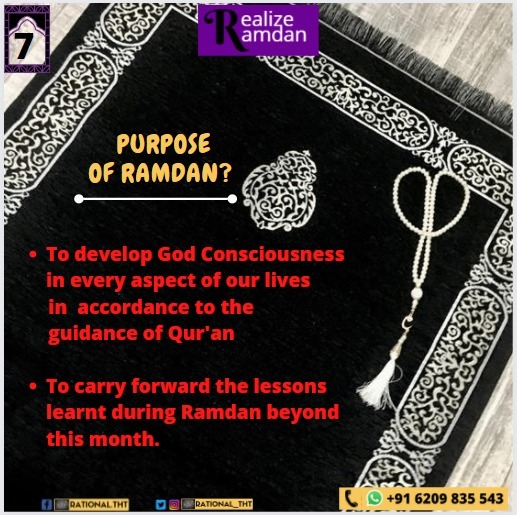 7
Realize
Ramdan
PURPOSE
OF RAMDAN?
• To develop God Consciousness
in every aspect of our lives
in accordance to the
guidance of Qur'an
• To carry forward the lessons
learnt during Ramdan beyond
this month.
RATIONAL.THT
RATIONAL_THT
+91 6209 835 543